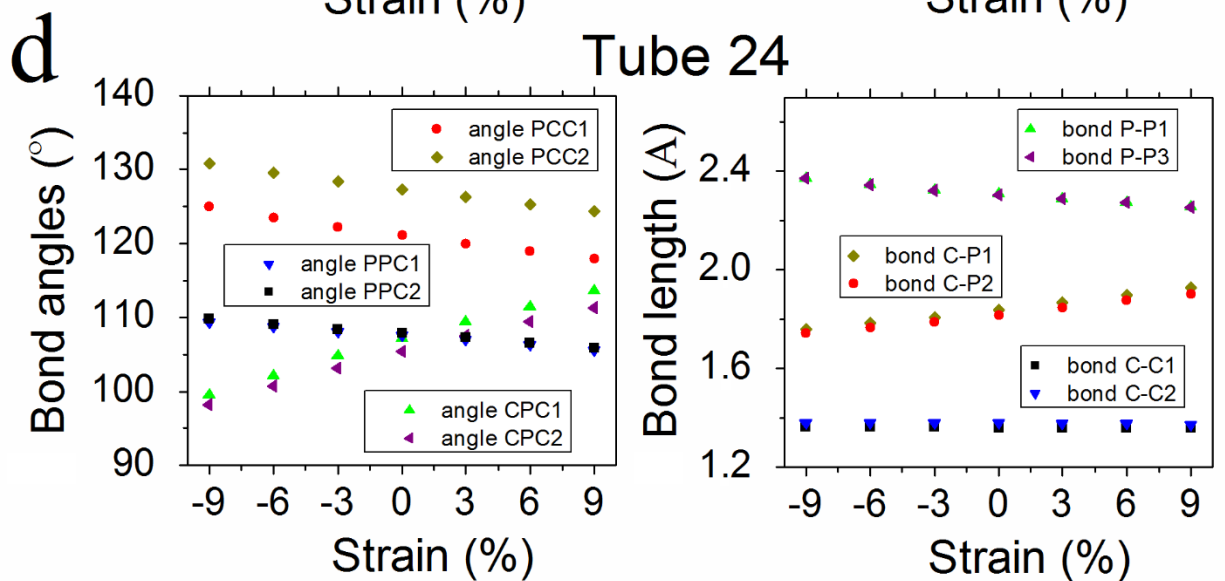 Strain (%)
Strain (%)
d
Tube 24
140
130
120
110
100
90
Bond angles (°)
angle PCC1
angle PCC2
angle PPC1
angle PPC2
angle CPC1
angle CPC2
-9 -6 -3 0 3 6 9
Strain (%)
2.4
2.0
1.6
1.2
Bond length (A)
bond P-P1
bond P-P3
bond C-P1
bond C-P2
bond C-C1
bond C-C2
-9 -6 -3 0 3 6 9
Strain (%)